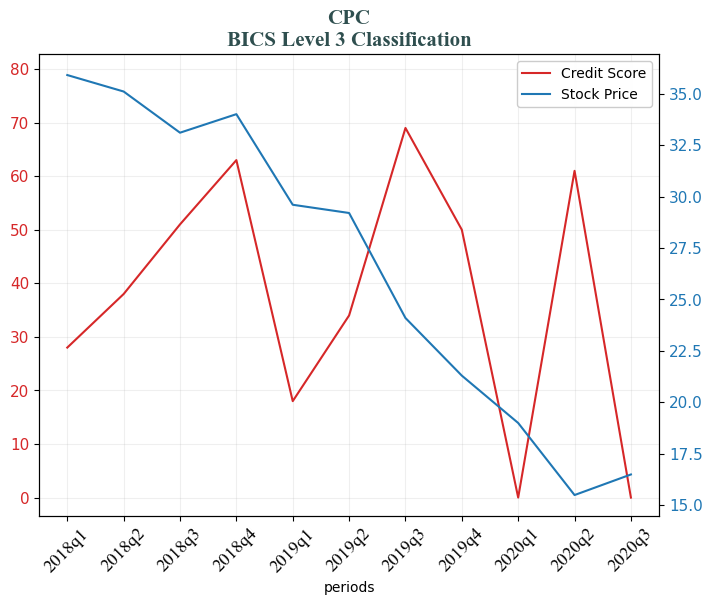 CPC
BICS Level 3 Classification
Credit Score
Stock Price
80
70
60
50
40
30
20
10
0
35.0
32.5
30.0
27.5
25.0
22.5
20.0
17.5
15.0
2018q1
2018q2
2018q3
2018q4
2019q1
2019q2
2019q3
2019q4
2020q1
2020q2
2020q3
periods